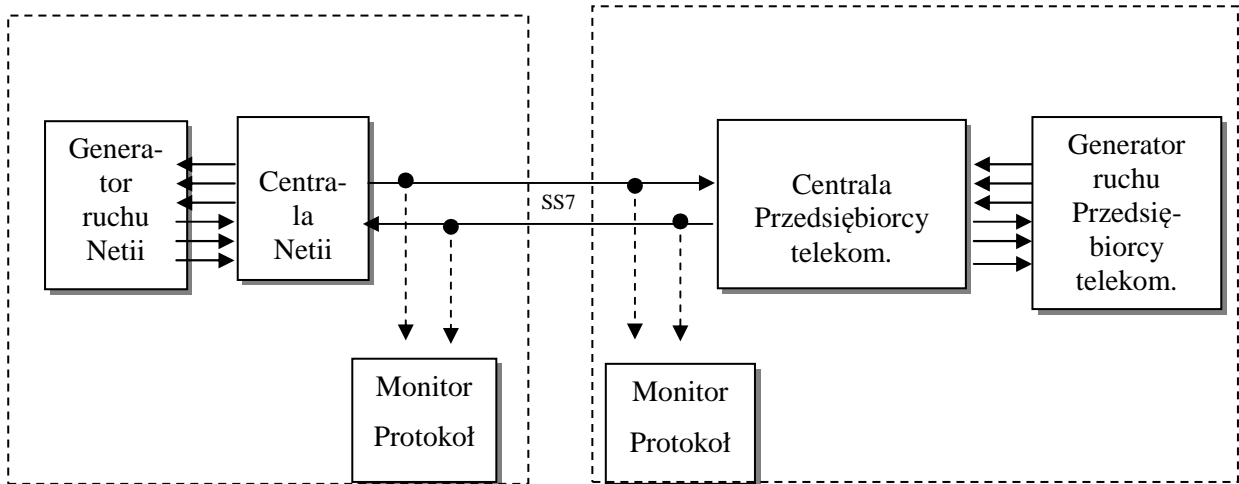 Genera-
tor
ruchu
Netii
Centra-
la
Netii
SS7
Centrala
Przedsiębiorcy
telekom.
Generator
ruchu
Przedsię-
biorcy
telekom.
Monitor
Protokoł
Monitor
Protokoł